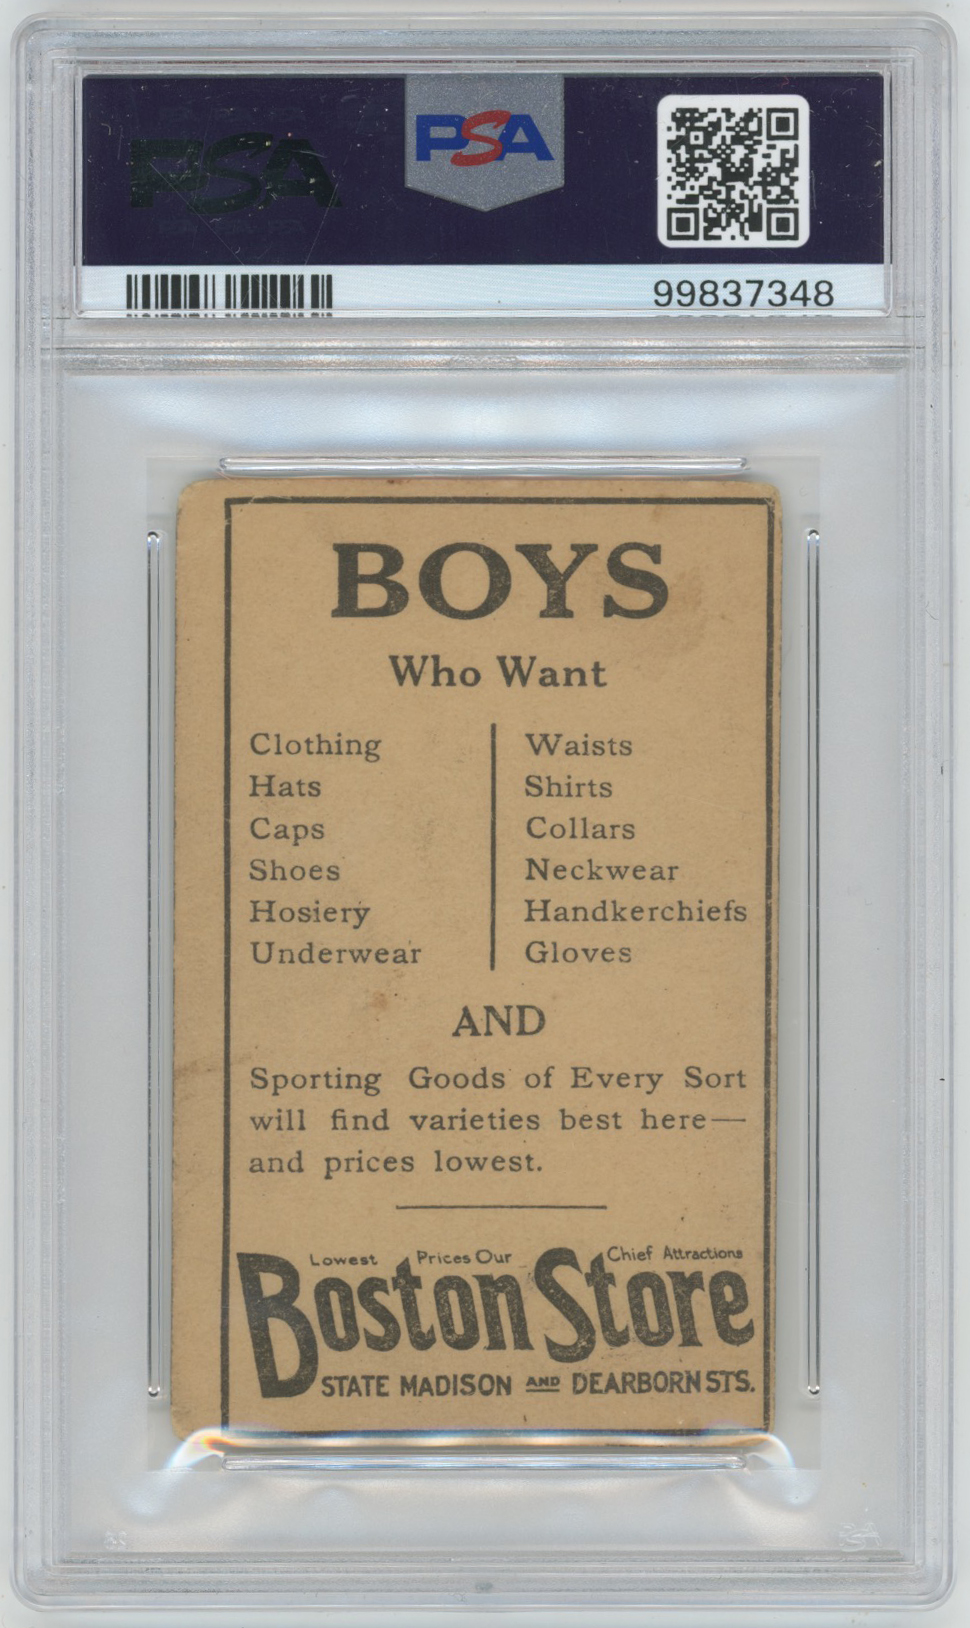 PSA
PSA
99837348
BOYS
Who Want
Clothing
Hats
Caps
Shoes
Hosiery
Underwear
Waists
Shirts
Collars
Neckwear
Handkerchiefs
Gloves
AND
Sporting Goods of Every Sort
will find varieties best here—
and prices lowest.
Lowest Prices Our Chief Attractions
Boston Store
STATE MADISON AND DEARBORN STS.
PSA